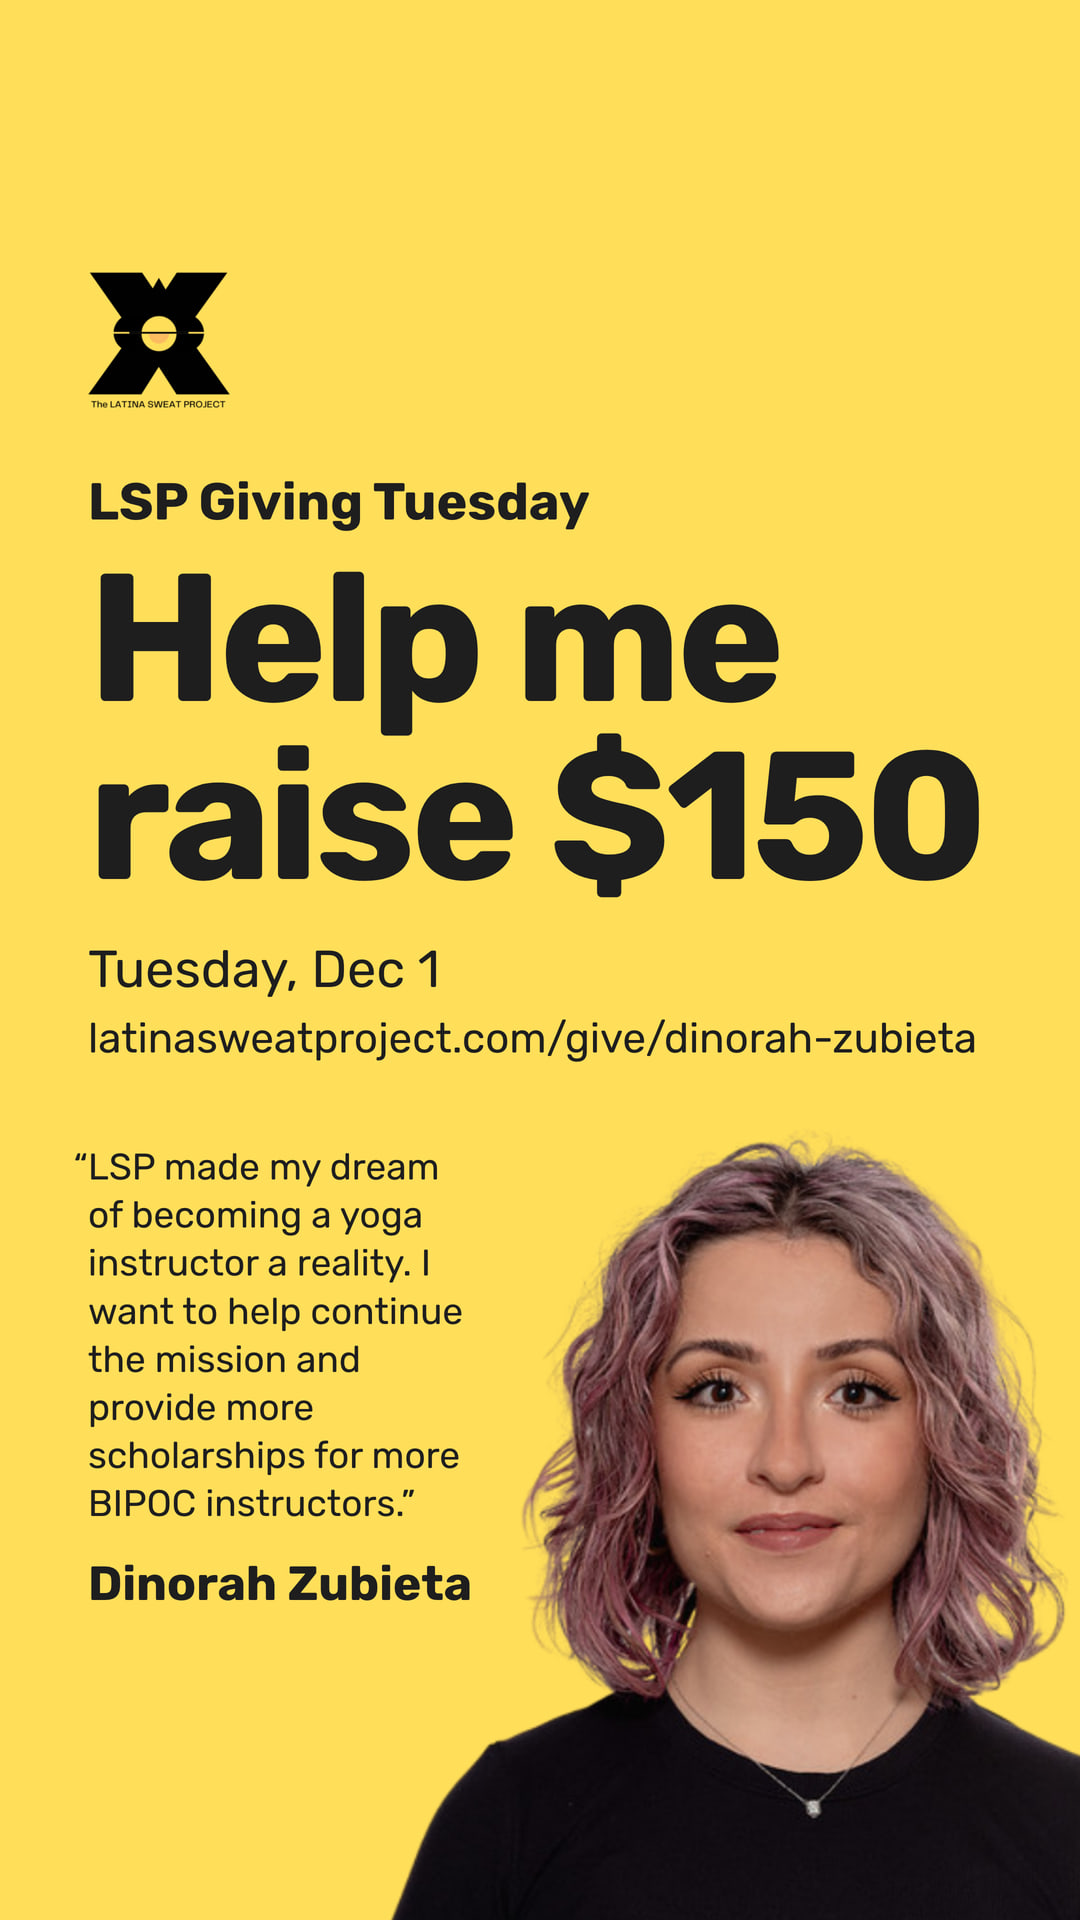 The LATINA SWEAT PROJECT
LSP Giving Tuesday
Help me
raise $150
Tuesday, Dec 1
latinasweatproject.com/give/dinorah-zubieta
“LSP made my dream
of becoming a yoga
instructor a reality. I
want to help continue
the mission and
provide more
scholarships for more
BIPOC instructors.”
Dinorah Zubieta